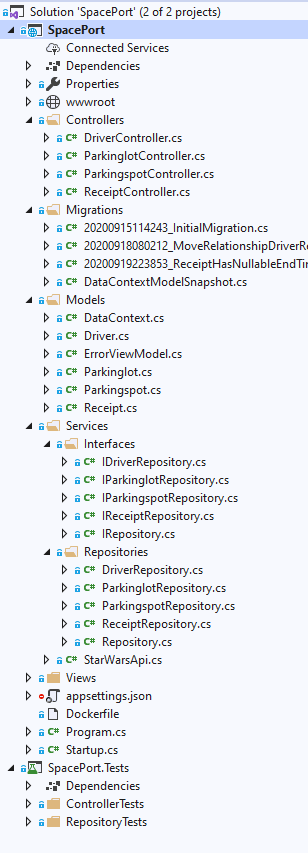 Solution 'SpacePort' (2 of 2 projects)
SpacePort
Connected Services
Dependencies
Properties
wwwroot
Controllers
C# DriverController.cs
C# ParkinglotController.cs
C# ParkingspotController.cs
C# ReceiptController.cs
Migrations
C# 20200915114243_InitialMigration.cs
C# 20200918080212_MoveRelationshipDriverRe
C# 20200919223853_ReceiptHasNullableEndTim
C# DataContextModelSnapshot.cs
Models
C# DataContext.cs
C# Driver.cs
C# ErrorViewModel.cs
C# Parkinglot.cs
C# Parkingspot.cs
C# Receipt.cs
Services
Interfaces
C# IDriverRepository.cs
C# IParkinglotRepository.cs
C# IParkingspotRepository.cs
C# IReceiptRepository.cs
C# IRepository.cs
Repositories
C# DriverRepository.cs
C# ParkinglotRepository.cs
C# ParkingspotRepository.cs
C# ReceiptRepository.cs
C# Repository.cs
C# StarWarsApi.cs
Views
appsettings.json
Dockerfile
C# Program.cs
C# Startup.cs
SpacePort.Tests
Dependencies
ControllerTests
RepositoryTests